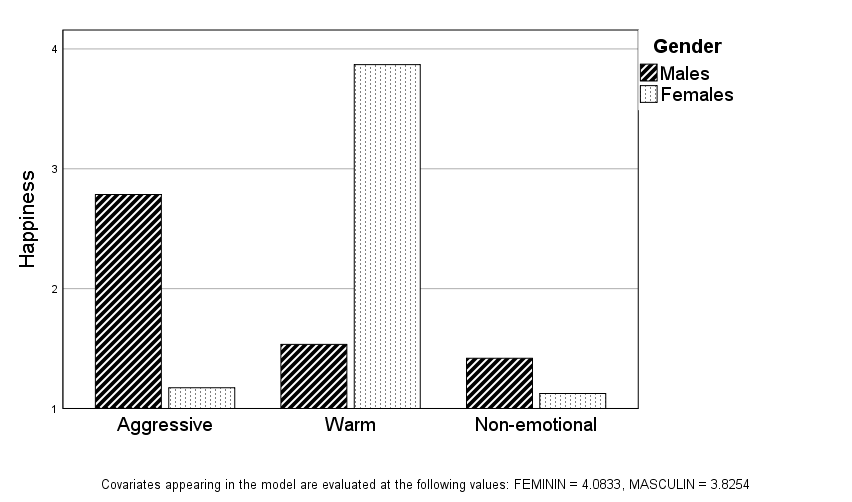 Gender
Males
Females
4
3
2
1
Happiness
Aggressive Warm Non-emotional
Covariates appearing in the model are evaluated at the following values: FEMININ = 4.0833, MASCULIN = 3.8254